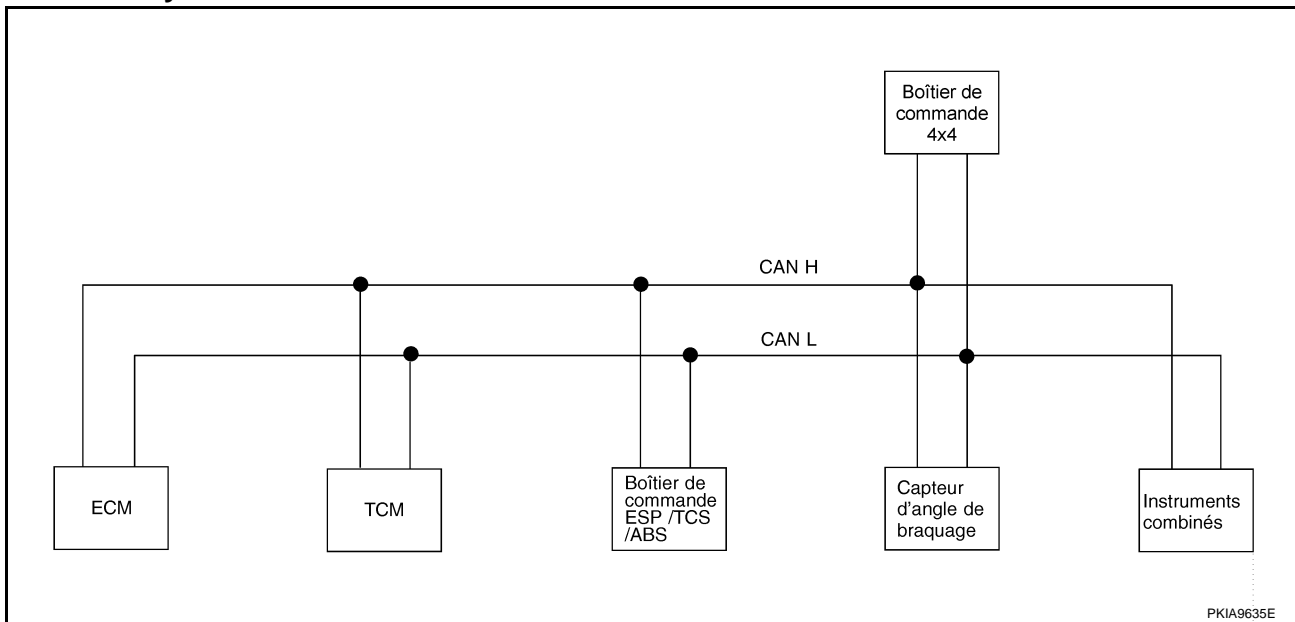 Boîtier de
commande
4x4
CAN H
CAN L
ECM
TCM
Boîtier de
commande
ESP /TCS
/ABS
Capteur
d'angle de
braquage
Instruments
combinés
PKIA9635E